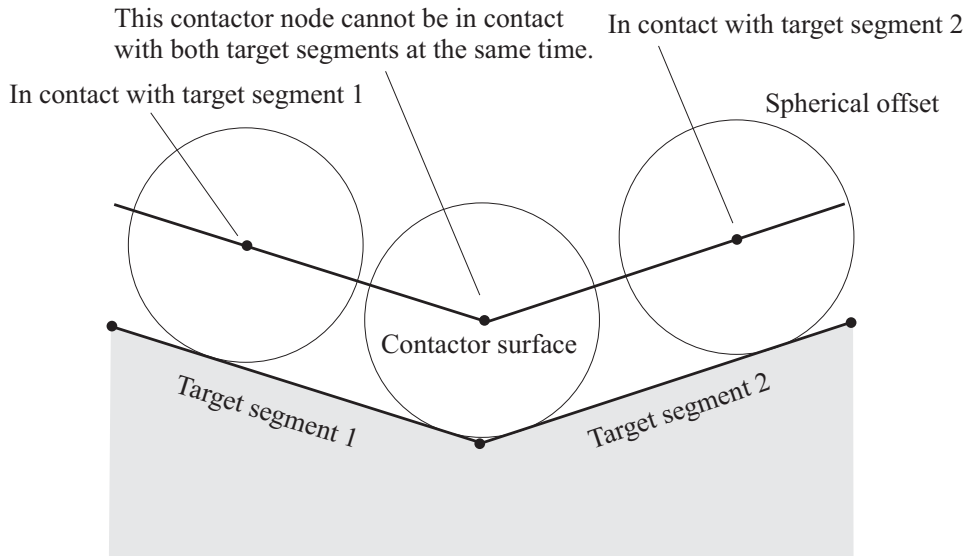 This contactor node cannot be in contact
with both target segments at the same time.
In contact with target segment 2
In contact with target segment 1
Spherical offset
Contactor surface
Target segment 1
Target segment 2